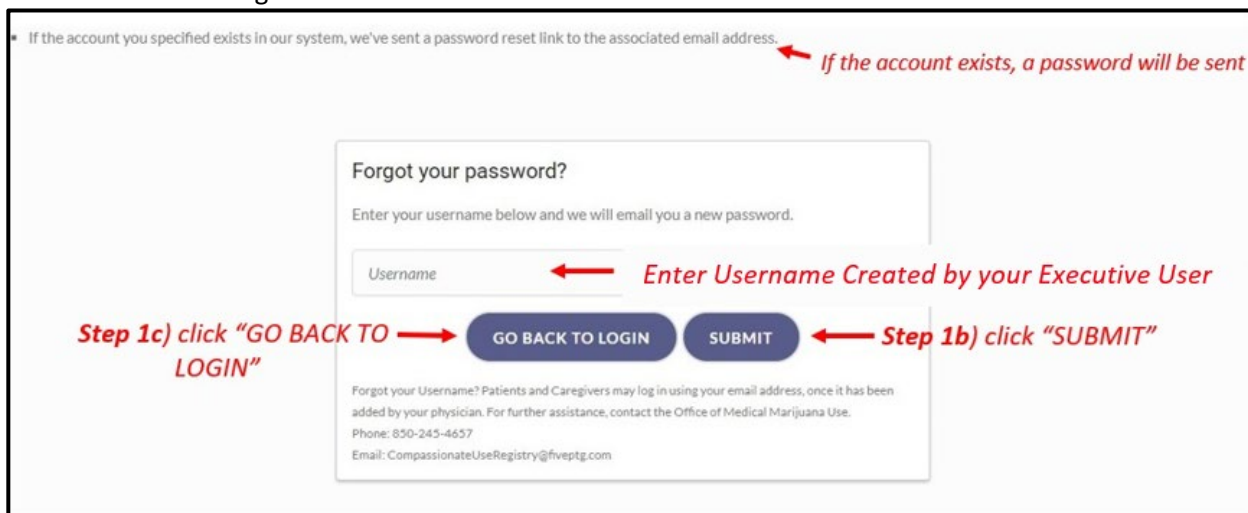 ▪ If the account you specified exists in our system, we've sent a password reset link to the associated email address.
If the account exists, a password will be sent
Forgot your password?
Enter your username below and we will email you a new password.
Username
Enter Username Created by your Executive User
Step 1c) click “GO BACK TO
LOGIN”
GO BACK TO LOGIN
SUBMIT
Step 1b) click “SUBMIT”
Forgot your Username? Patients and Caregivers may log in using your email address, once it has been
added by your physician. For further assistance, contact the Office of Medical Marijuana Use.
Phone: 850-245-4657
Email: CompassionateUseRegistry@fiveptg.com